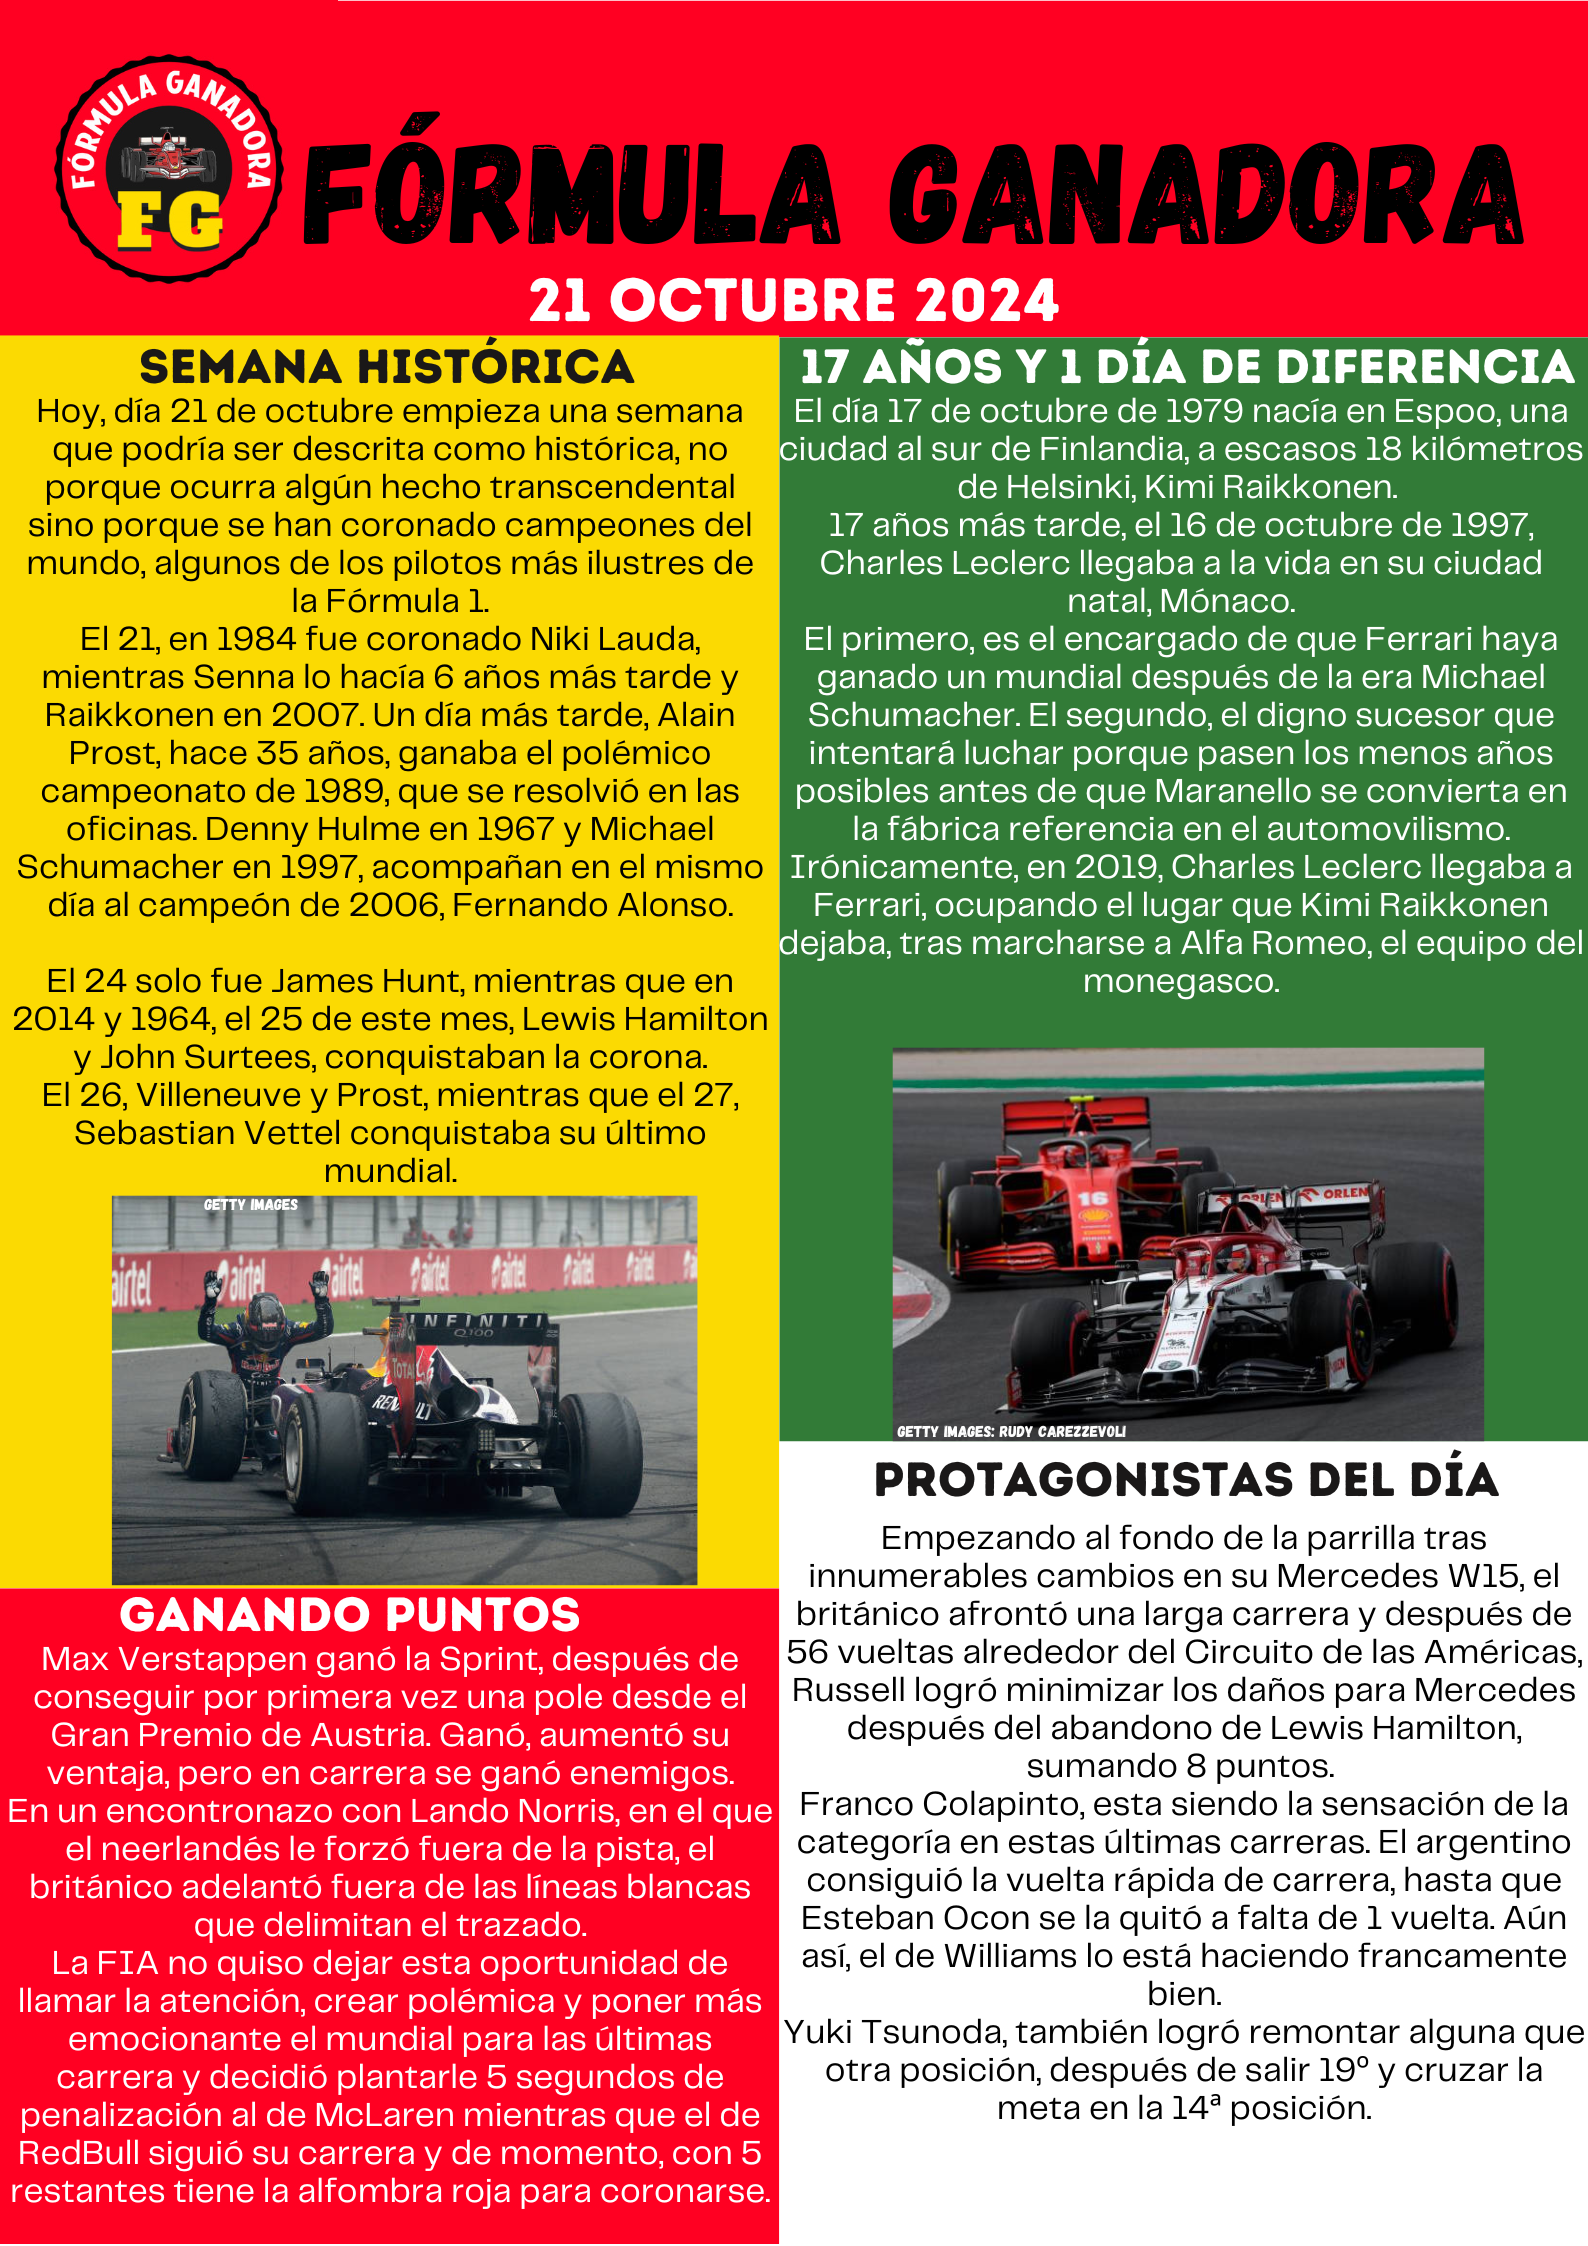 FÓRMULA GANADORA
FG
FÓRMULA GANADORA
21 OCTUBRE 2024
SEMANA HISTÓRICA
Hoy, día 21 de octubre empieza una semana
que podría ser descrita como histórica, no
porque ocurra algún hecho transcendental
sino porque se han coronado campeones del
mundo, algunos de los pilotos más ilustres de
la Fórmula 1.
El 21, en 1984 fue coronado Niki Lauda,
mientras Senna lo hacía 6 años más tarde y
Raikkonen en 2007. Un día más tarde, Alain
Prost, hace 35 años, ganaba el polémico
campeonato de 1989, que se resolvió en las
oficinas. Denny Hulme en 1967 y Michael
Schumacher en 1997, acompañan en el mismo
día al campeón de 2006, Fernando Alonso.
El 24 solo fue James Hunt, mientras que en
2014 y 1964, el 25 de este mes, Lewis Hamilton
y John Surtees, conquistaban la corona.
El 26, Villeneuve y Prost, mientras que el 27,
Sebastian Vettel conquistaba su último
mundial.
GETTY IMAGES
airtel airtel airtel airtel airtel airtel airtel
INFINITI
Q100
TOTAL
RENAULT
GANANDO PUNTOS
Max Verstappen ganó la Sprint, después de
conseguir por primera vez una pole desde el
Gran Premio de Austria. Ganó, aumentó su
ventaja, pero en carrera se ganó enemigos.
En un encontronazo con Lando Norris, en el que
el neerlandés le forzó fuera de la pista, el
británico adelantó fuera de las líneas blancas
que delimitan el trazado.
La FIA no quiso dejar esta oportunidad de
llamar la atención, crear polémica y poner más
emocionante el mundial para las últimas
carrera y decidió plantarle 5 segundos de
penalización al de McLaren mientras que el de
RedBull siguió su carrera y de momento, con 5
restantes tiene la alfombra roja para coronarse.
17 AÑOS Y 1 DÍA DE DIFERENCIA
El día 17 de octubre de 1979 nacía en Espoo, una
ciudad al sur de Finlandia, a escasos 18 kilómetros
de Helsinki, Kimi Raikkonen.
17 años más tarde, el 16 de octubre de 1997,
Charles Leclerc llegaba a la vida en su ciudad
natal, Mónaco.
El primero, es el encargado de que Ferrari haya
ganado un mundial después de la era Michael
Schumacher. El segundo, el digno sucesor que
intentará luchar porque pasen los menos años
posibles antes de que Maranello se convierta en
la fábrica referencia en el automovilismo.
Irónicamente, en 2019, Charles Leclerc llegaba a
Ferrari, ocupando el lugar que Kimi Raikkonen
dejaba, tras marcharse a Alfa Romeo, el equipo del
monegasco.
16
ORLEN ORLEN
7
GETTY IMAGES: RUDY CAREZZEVOLI
PROTAGONISTAS DEL DÍA
Empezando al fondo de la parrilla tras
innumerables cambios en su Mercedes W15, el
británico afrontó una larga carrera y después de
56 vueltas alrededor del Circuito de las Américas,
Russell logró minimizar los daños para Mercedes
después del abandono de Lewis Hamilton,
sumando 8 puntos.
Franco Colapinto, esta siendo la sensación de la
categoría en estas últimas carreras. El argentino
consiguió la vuelta rápida de carrera, hasta que
Esteban Ocon se la quitó a falta de 1 vuelta. Aún
así, el de Williams lo está haciendo francamente
bien.
Yuki Tsunoda, también logró remontar alguna que
otra posición, después de salir 19º y cruzar la
meta en la 14ª posición.